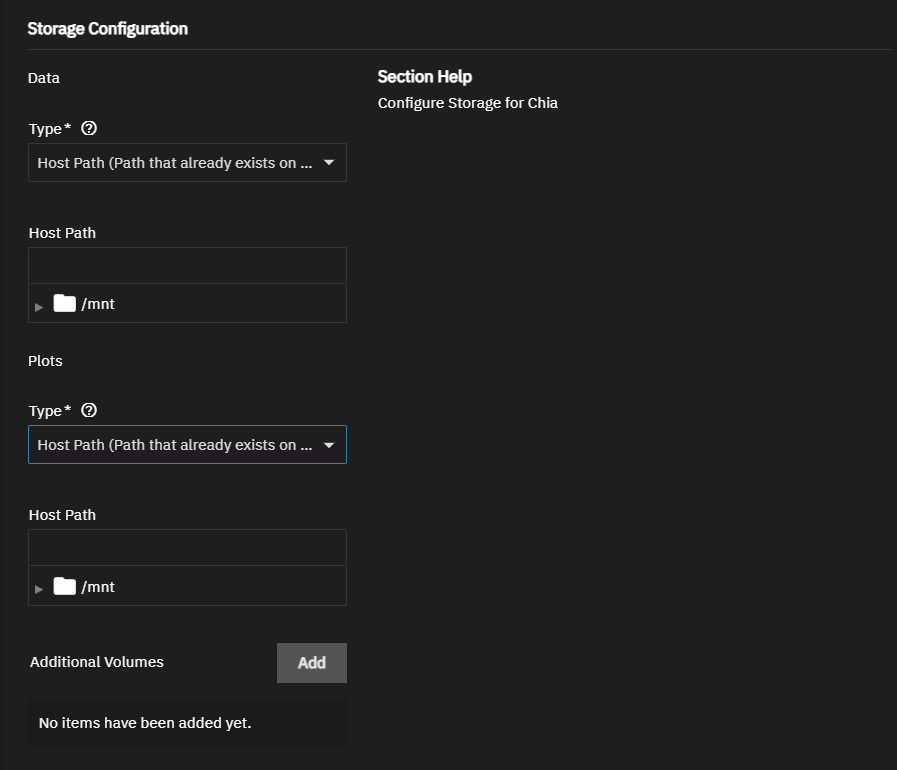 Storage Configuration
Data
Section Help
Configure Storage for Chia
Type*
Host Path (Path that already exists on ...
Host Path
/mnt
Plots
Type*
Host Path (Path that already exists on ...
Host Path
/mnt
Additional Volumes
Add
No items have been added yet.